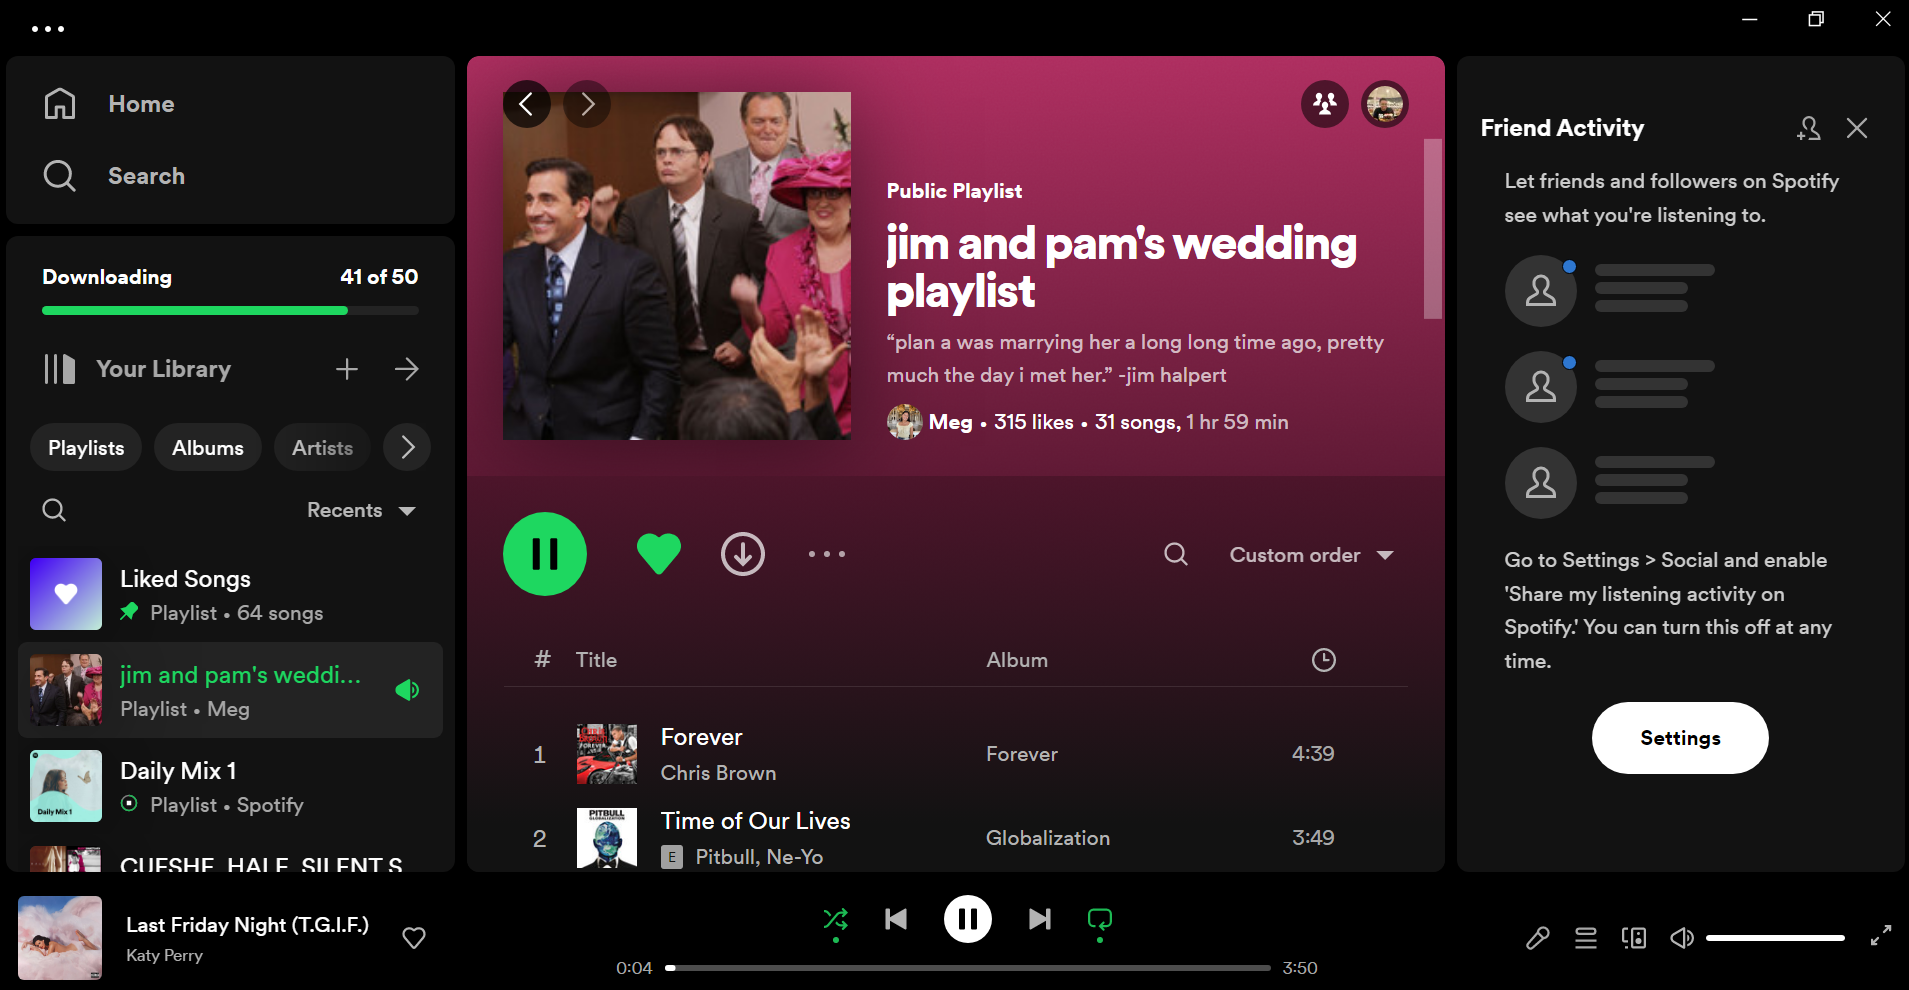 Home
Search
Downloading
41 of 50
Your Library
Playlists
Albums
Artists
Recents
Liked Songs
Playlist • 64 songs
jim and pam's weddi...
Playlist • Meg
Daily Mix 1
Daily Mix 1
Playlist • Spotify
Public Playlist
jim and pam's wedding
playlist
“plan a was marrying her a long long time ago, pretty
much the day i met her.” -jim halpert
Meg • 315 likes • 31 songs, 1 hr 59 min
Custom order
# Title Album
1
FOREVER
Forever
Chris Brown
Forever
4:39
2
PITBULL
GLOBALIZATION
Time of Our Lives
E Pitbull, Ne-Yo
Globalization
3:49
Friend Activity
Let friends and followers on Spotify
see what you're listening to.
Go to Settings > Social and enable
'Share my listening activity on
Spotify.' You can turn this off at any
time.
Settings
Last Friday Night (T.G.I.F.)
Katy Perry
0:04
3:50